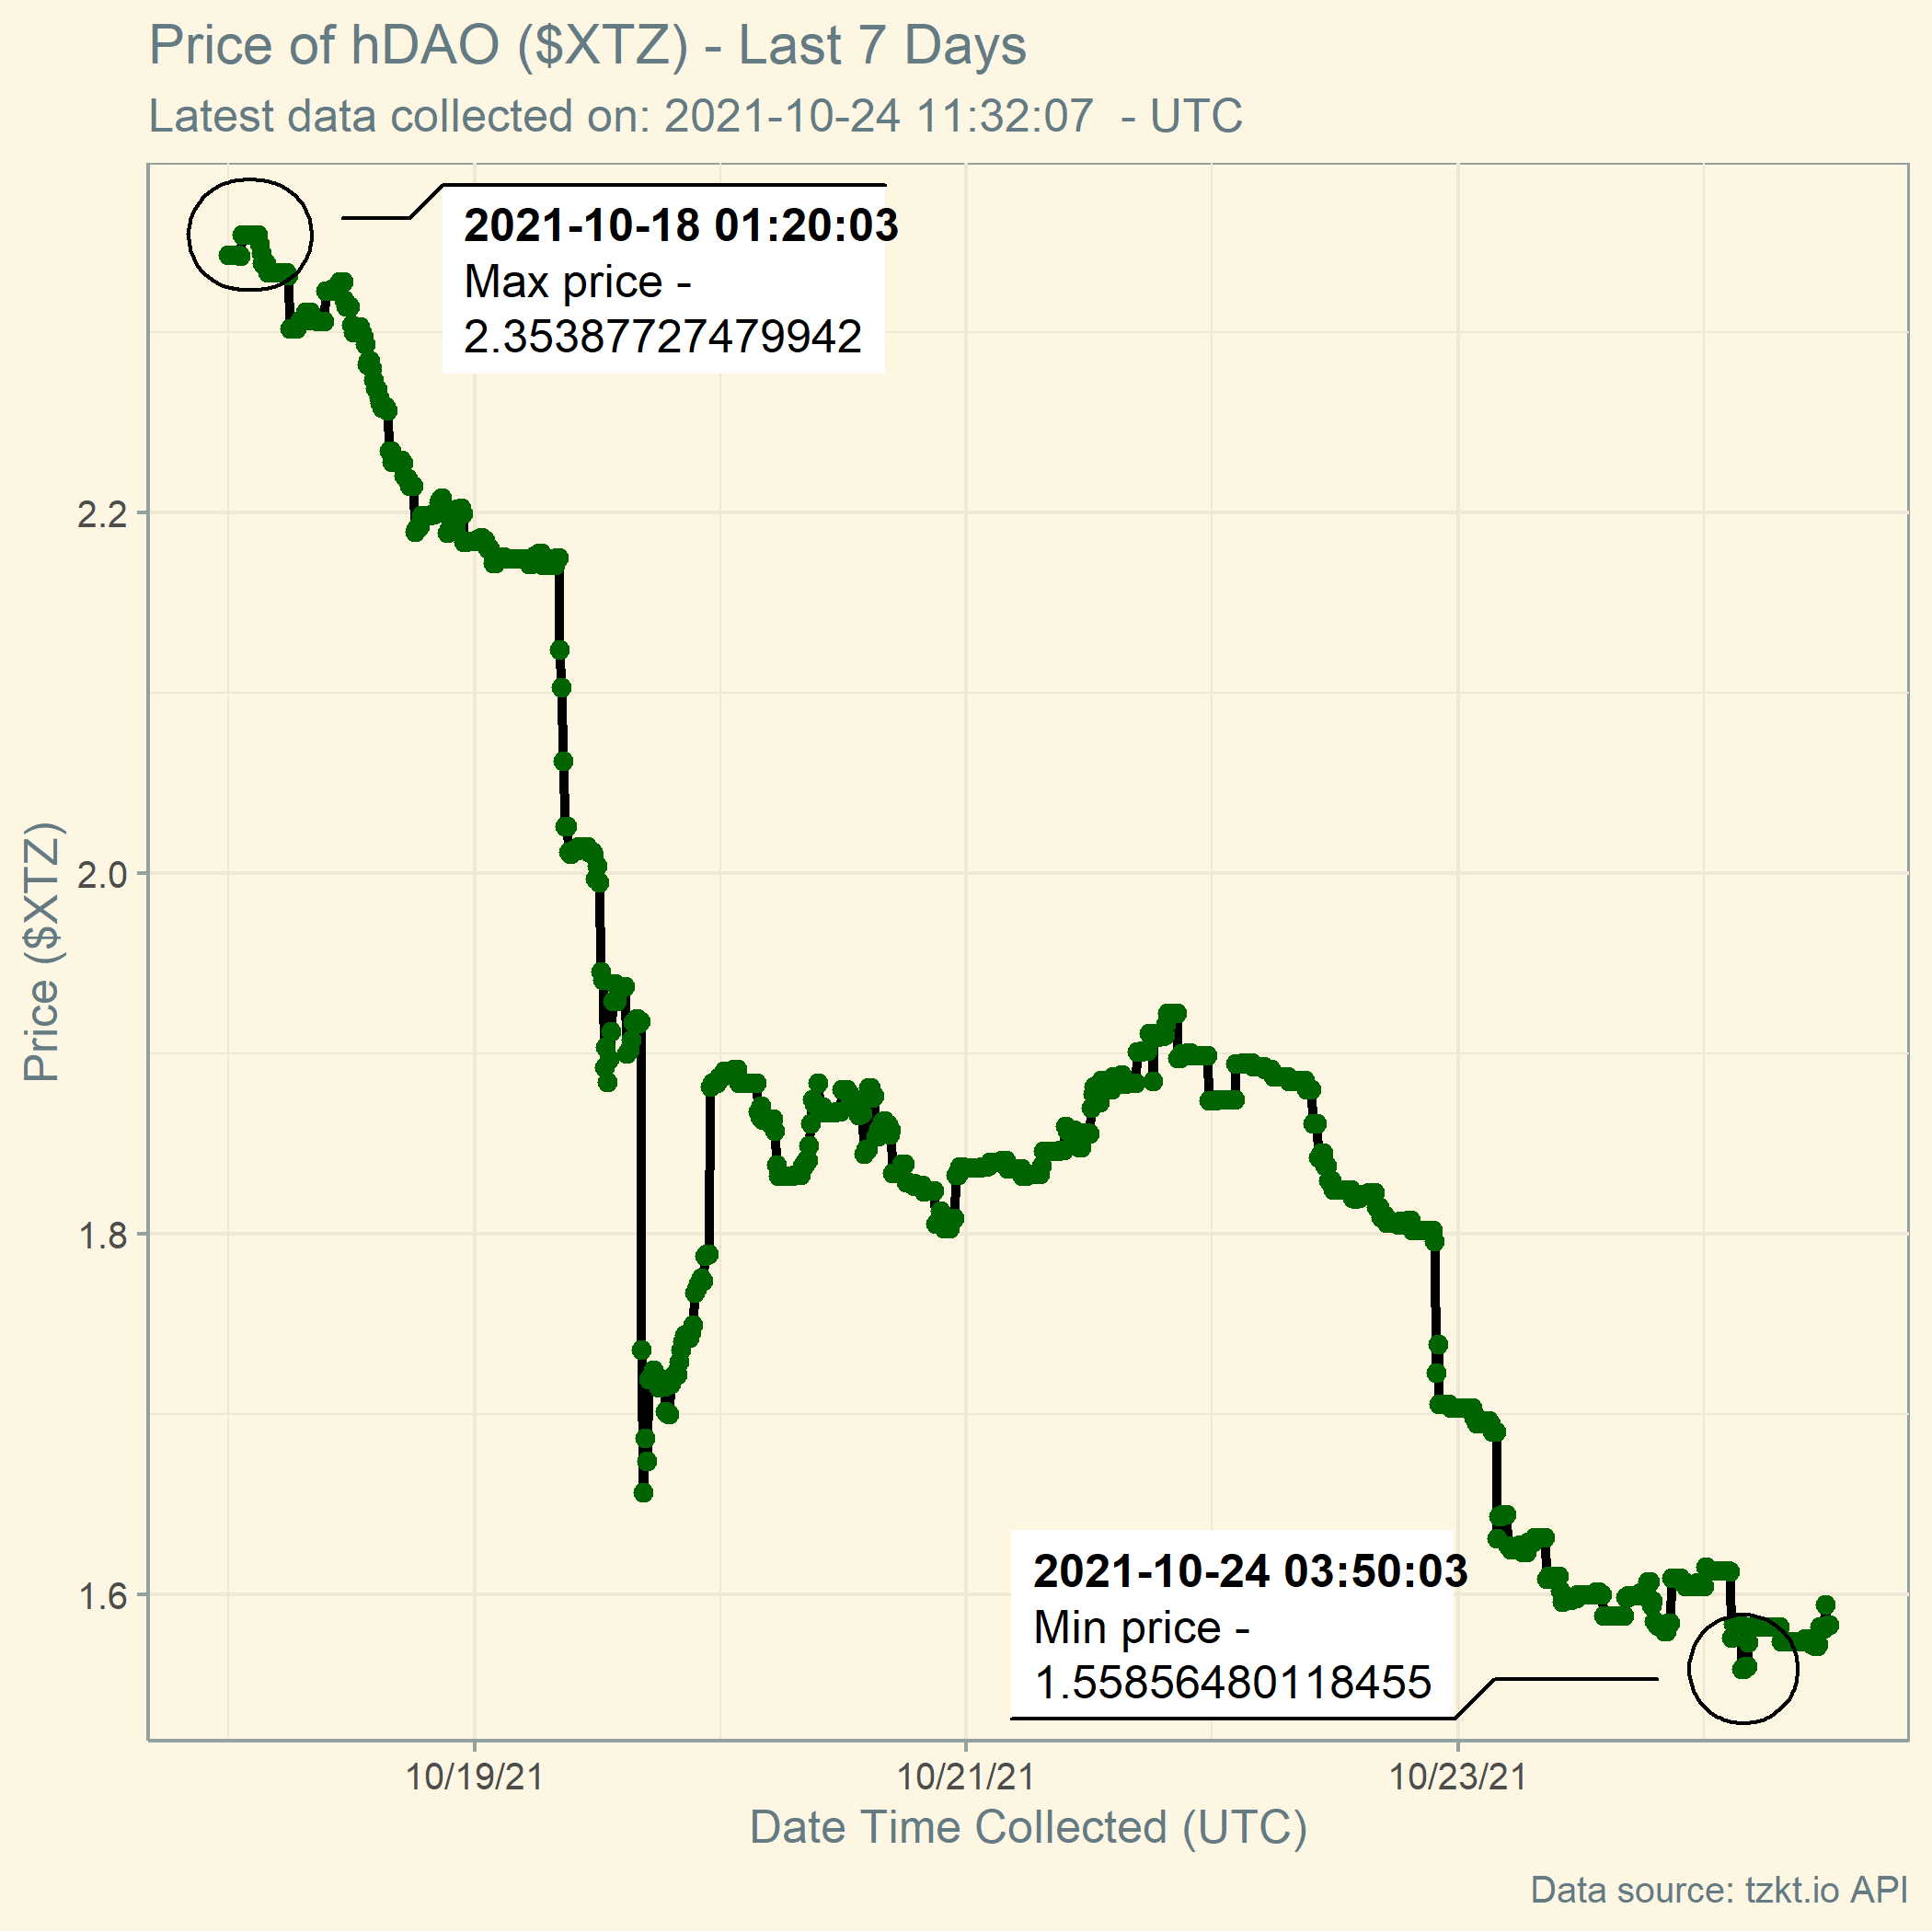 Price of hDAO ($XTZ) - Last 7 Days
Latest data collected on: 2021-10-24 11:32:07  - UTC
2021-10-18 01:20:03
Max price -
2.35387727479942
2.2
2.0
1.8
1.6
Price ($XTZ)
2021-10-24 03:50:03
Min price -
1.55856480118455
10/19/21
10/21/21
10/23/21
Date Time Collected (UTC)
Data source: tzkt.io API